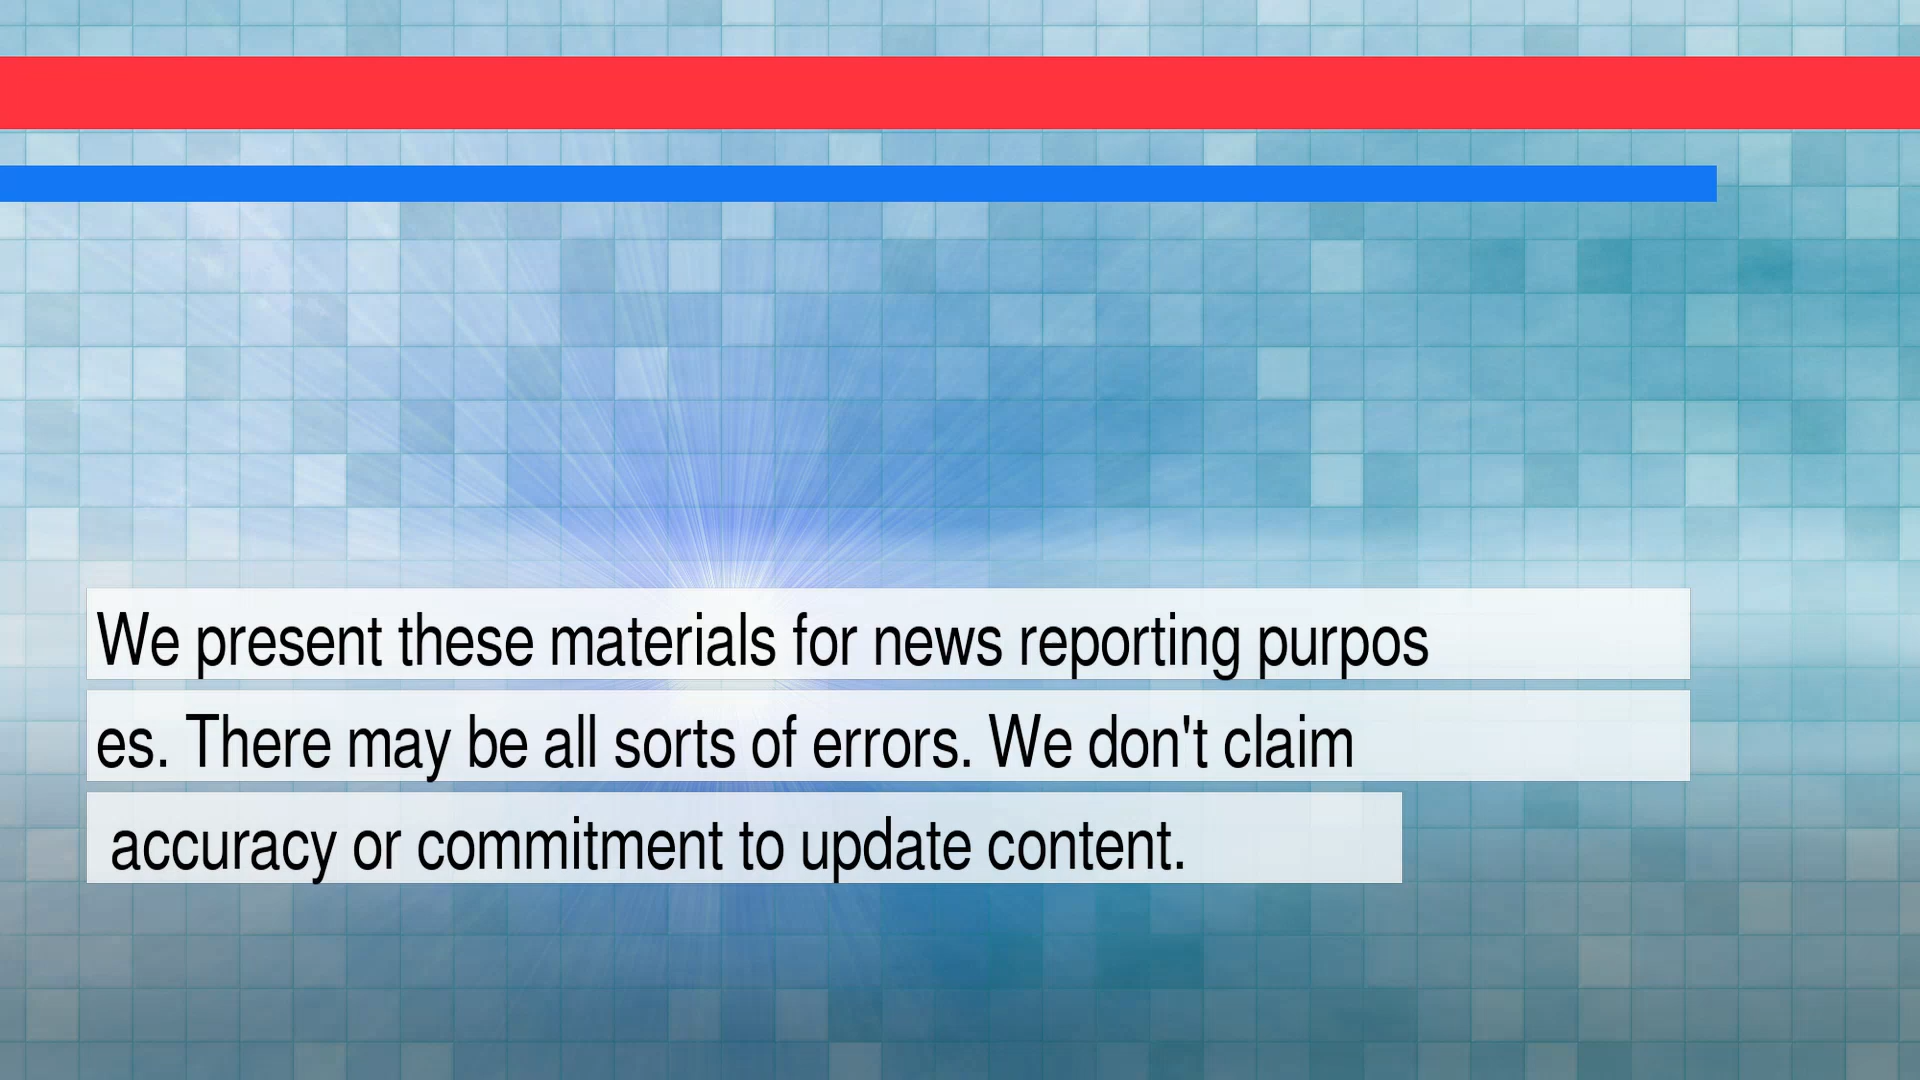 We present these materials for news reporting purpos
es. There may be all sorts of errors. We don't claim
accuracy or commitment to update content.